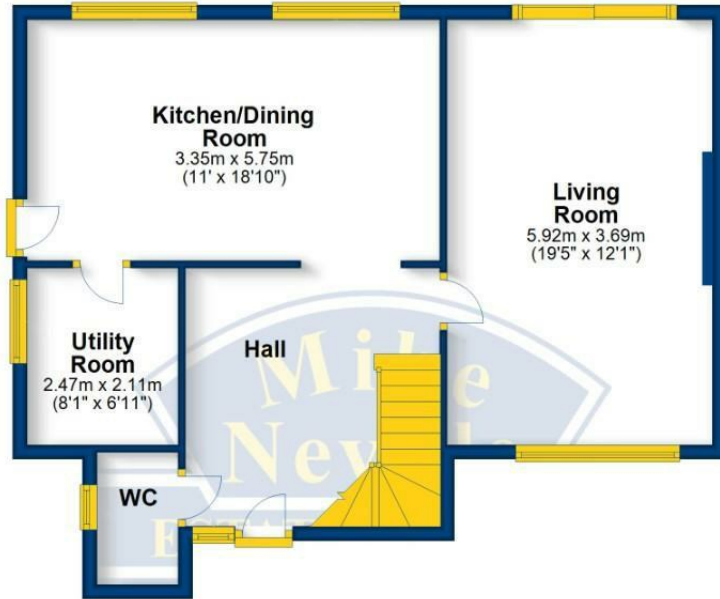 Kitchen/Dining
Room
3.35m x 5.75m
(11' x 18'10")
Living
Room
5.92m x 3.69m
(19'5" x 12'1")
Utility
Room
2.47m x 2.11m
(8'1" x 6'11")
Hall
WC
Mike